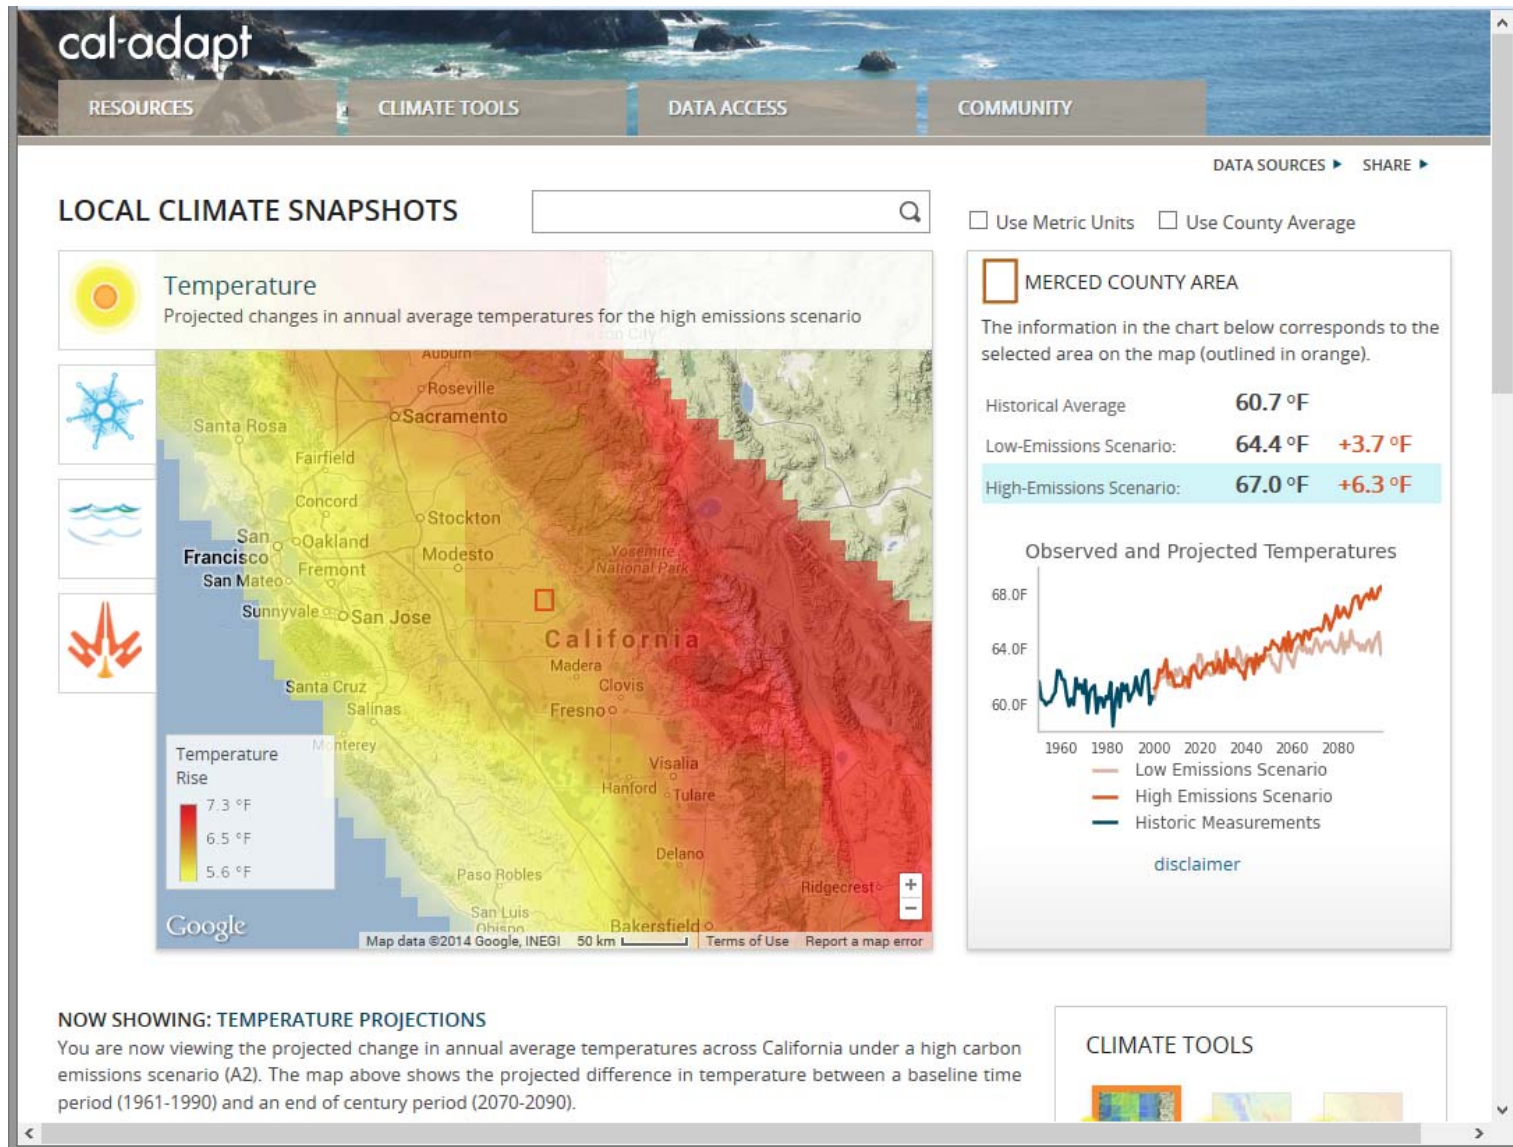 cal-adapt
RESOURCES
CLIMATE TOOLS
DATA ACCESS
COMMUNITY
DATA SOURCES
SHARE
LOCAL CLIMATE SNAPSHOTS
Use Metric Units
Use County Average
Temperature
Projected changes in annual average temperatures for the high emissions scenario
Auburn
Roseville
Sacramento
Santa Rosa
Fairfield
Concord
Stockton
San
Francisco
Oakland
Modesto
Yosemite
National Park
Fremont
San Mateo
Sunnyvale
San Jose
California
Madera
Clovis
Santa Cruz
Salinas
Fresno
Monterey
Visalia
Hanford
Tulare
Delano
Paso Robles
Ridgecrest
San Luis
Obispo
Bakersfield
Temperature
Rise
7.3 °F
6.5 °F
5.6 °F
+
−
Google
Map data ©2014 Google, INEGI
50 km
Terms of Use
Report a map error
MERCED COUNTY AREA
The information in the chart below corresponds to the
selected area on the map (outlined in orange).
Historical Average 60.7 °F
Low-Emissions Scenario: 64.4 °F +3.7 °F
High-Emissions Scenario: 67.0 °F +6.3 °F
Observed and Projected Temperatures
68.0F
64.0F
60.0F
1960 1980 2000 2020 2040 2060 2080
Low Emissions Scenario
High Emissions Scenario
Historic Measurements
disclaimer
NOW SHOWING: TEMPERATURE PROJECTIONS
You are now viewing the projected change in annual average temperatures across California under a high carbon
emissions scenario (A2). The map above shows the projected difference in temperature between a baseline time
period (1961-1990) and an end of century period (2070-2090).
CLIMATE TOOLS